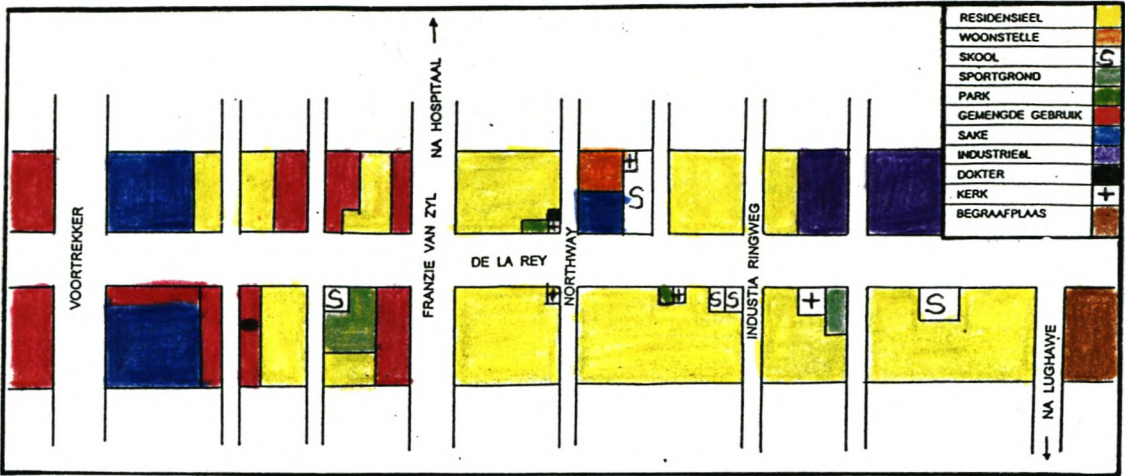 RESIDENSIEEL
WOONSTELLE
SKOOL S
SPORTGROND
PARK
GEMENGDE GEBRUIK
SAKE
INDUSTRIEEL
DOKTER
KERK +
BEGRAAFPLAAS
NA HOSPITAAL
VOORTREKKER
FRANZIE VAN ZYL
DE LA REY
NORTHWAY
INDUSTIA RINGWEG
NA LUGHAWE
+
S
+
S
+
+
S S
+
S